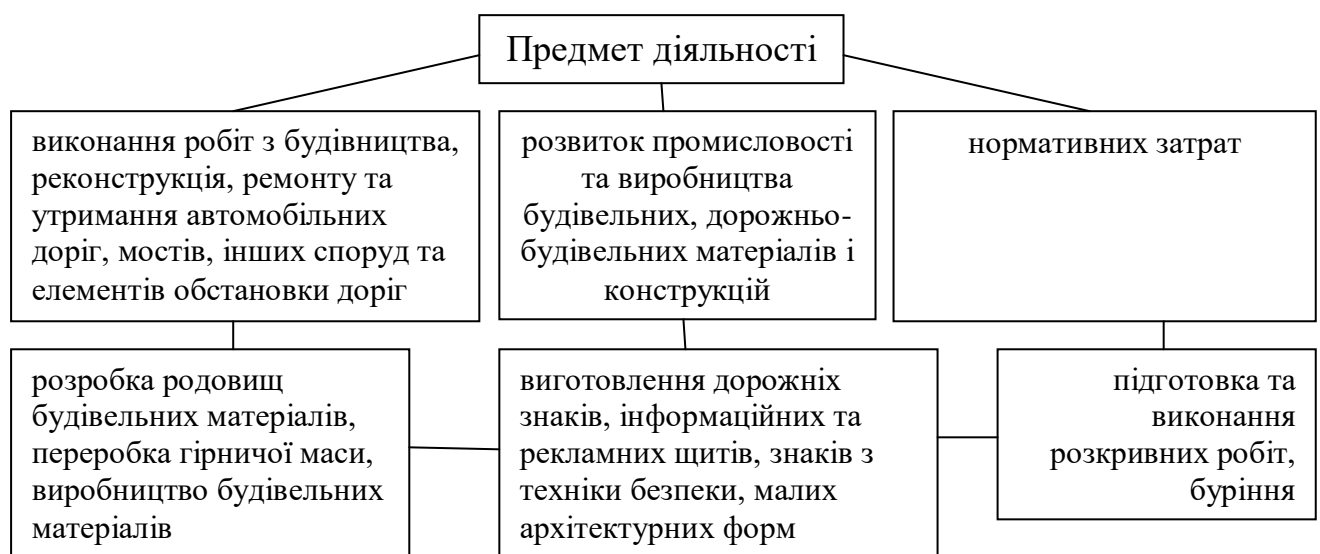 Предмет діяльності
виконання робіт з будівництва,
реконструкція, ремонту та
утримання автомобільних
доріг, мостів, інших споруд та
елементів обстановки доріг
розвиток промисловості
та виробництва
будівельних, дорожньо-
будівельних матеріалів і
конструкцій
нормативних затрат
розробка родовищ
будівельних матеріалів,
переробка гірничої маси,
виробництво будівельних
матеріалів
виготовлення дорожніх
знаків, інформаційних та
рекламних щитів, знаків з
техніки безпеки, малих
архітектурних форм
підготовка та
виконання
розкривних робіт,
буріння